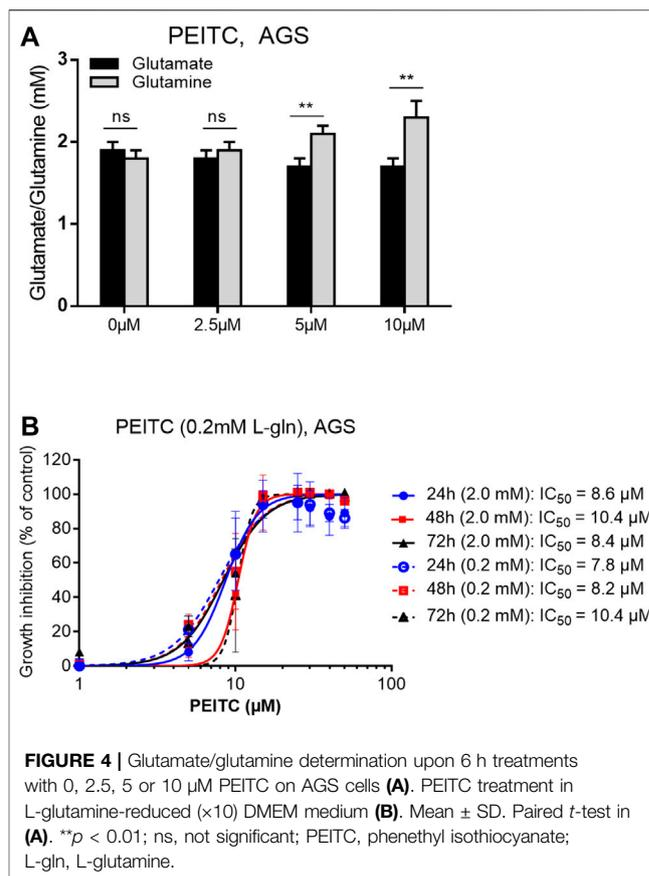 A
PEITC, AGS
Glutamate
Glutamine
Glutamate/Glutamine (mM)
3
2
1
0
ns
ns
**
**
0µM
2.5µM
5µM
10µM
B
PEITC (0.2mM L-gln), AGS
Growth inhibition (% of control)
120
100
80
60
40
20
0
1
10
100
PEITC (µM)
24h (2.0 mM): IC50 = 8.6 µM
48h (2.0 mM): IC50 = 10.4 µM
72h (2.0 mM): IC50 = 8.4 µM
24h (0.2 mM): IC50 = 7.8 µM
48h (0.2 mM): IC50 = 8.2 µM
72h (0.2 mM): IC50 = 10.4 µM
FIGURE 4 | Glutamate/glutamine determination upon 6 h treatments
with 0, 2.5, 5 or 10 µM PEITC on AGS cells (A). PEITC treatment in
L-glutamine-reduced (×10) DMEM medium (B). Mean ± SD. Paired t-test in
(A). **p < 0.01; ns, not significant; PEITC, phenethyl isothiocyanate;
L-gln, L-glutamine.